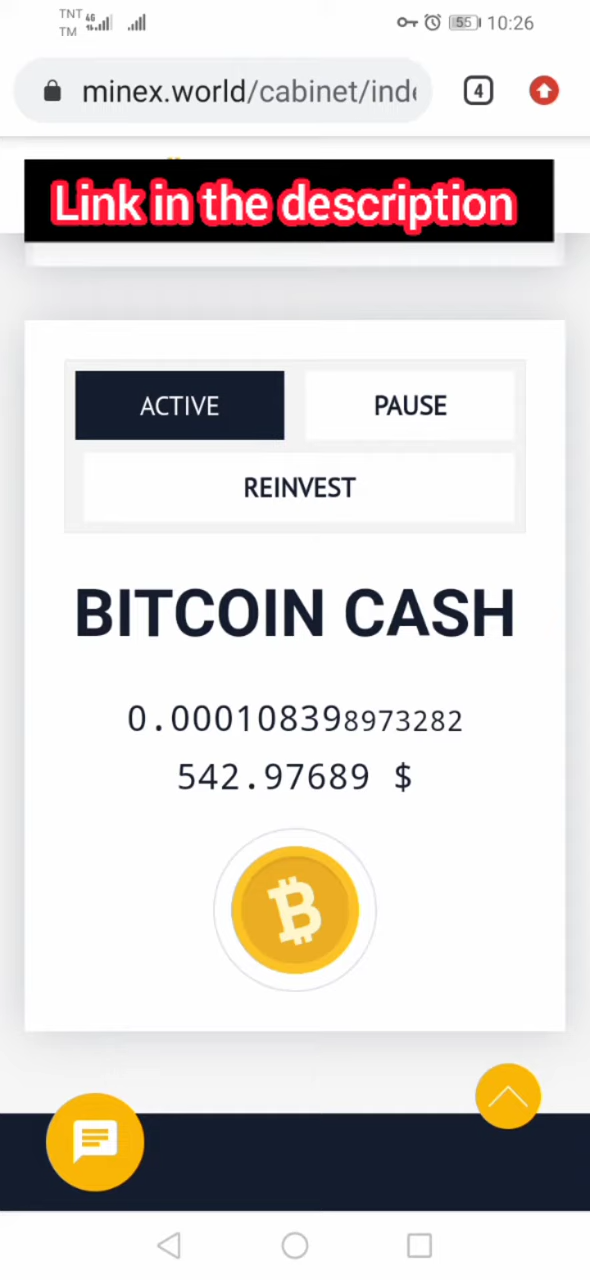 TNT 4G
TM
55 10:26
minex.world/cabinet/inde
4
Link in the description
ACTIVE
PAUSE
REINVEST
BITCOIN CASH
0.000108398973282
542.97689 $